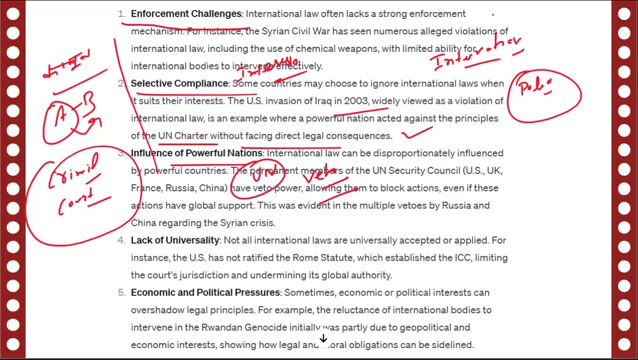 1. Enforcement Challenges: International law often lacks a strong enforcement
mechanism. For instance, the Syrian Civil War has seen numerous alleged violations of
international law, including the use of chemical weapons, with limited ability for
international bodies to intervene effectively.
2. Selective Compliance: Some countries may choose to ignore international laws when
it suits their interests. The U.S. invasion of Iraq in 2003, widely viewed as a violation of
international law, is an example where a powerful nation acted against the principles
of the UN Charter without facing direct legal consequences.
3. Influence of Powerful Nations: International law can be disproportionately influenced
by powerful countries. The permanent members of the UN Security Council (U.S., UK,
France, Russia, China) have veto power, allowing them to block actions, even if these
actions have global support. This was evident in the multiple vetoes by Russia and
China regarding the Syrian crisis.
4. Lack of Universality: Not all international laws are universally accepted or applied. For
instance, the U.S. has not ratified the Rome Statute, which established the ICC, limiting
the court's jurisdiction and undermining its global authority.
5. Economic and Political Pressures: Sometimes, economic or political interests can
overshadow legal principles. For example, the reluctance of international bodies to
intervene in the Rwandan Genocide initially was partly due to geopolitical and
economic interests, showing how legal and moral obligations can be sidelined.
A
B
Court
veto